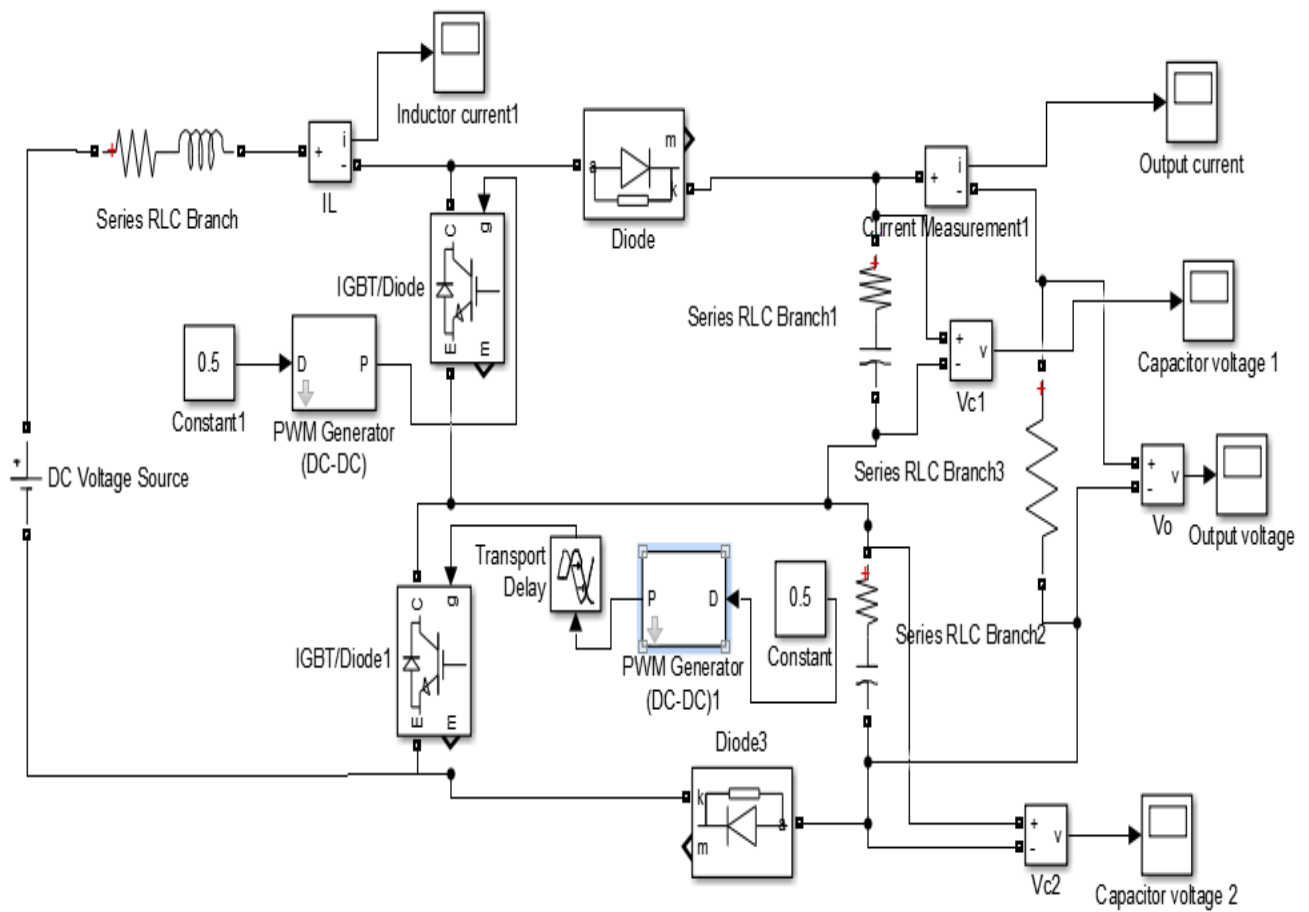 Inductor current1
i
+
-
IL
Series RLC Branch
a
m
k
Diode
+
i
-
Current Measurement1
Output current
C
g
E
m
IGBT/Diode
0.5
Constant1
D
P
PWM Generator
(DC-DC)
+
DC Voltage Source
+
Series RLC Branch1
+
-
v
Vc1
Capacitor voltage 1
+
Series RLC Branch3
+
-
v
Vo
Output voltage
Transport
Delay
C
g
E
m
IGBT/Diode1
P
D
PWM Generator
(DC-DC)1
0.5
Constant
+
Series RLC Branch2
Diode3
k
a
m
+
-
v
Vc2
Capacitor voltage 2